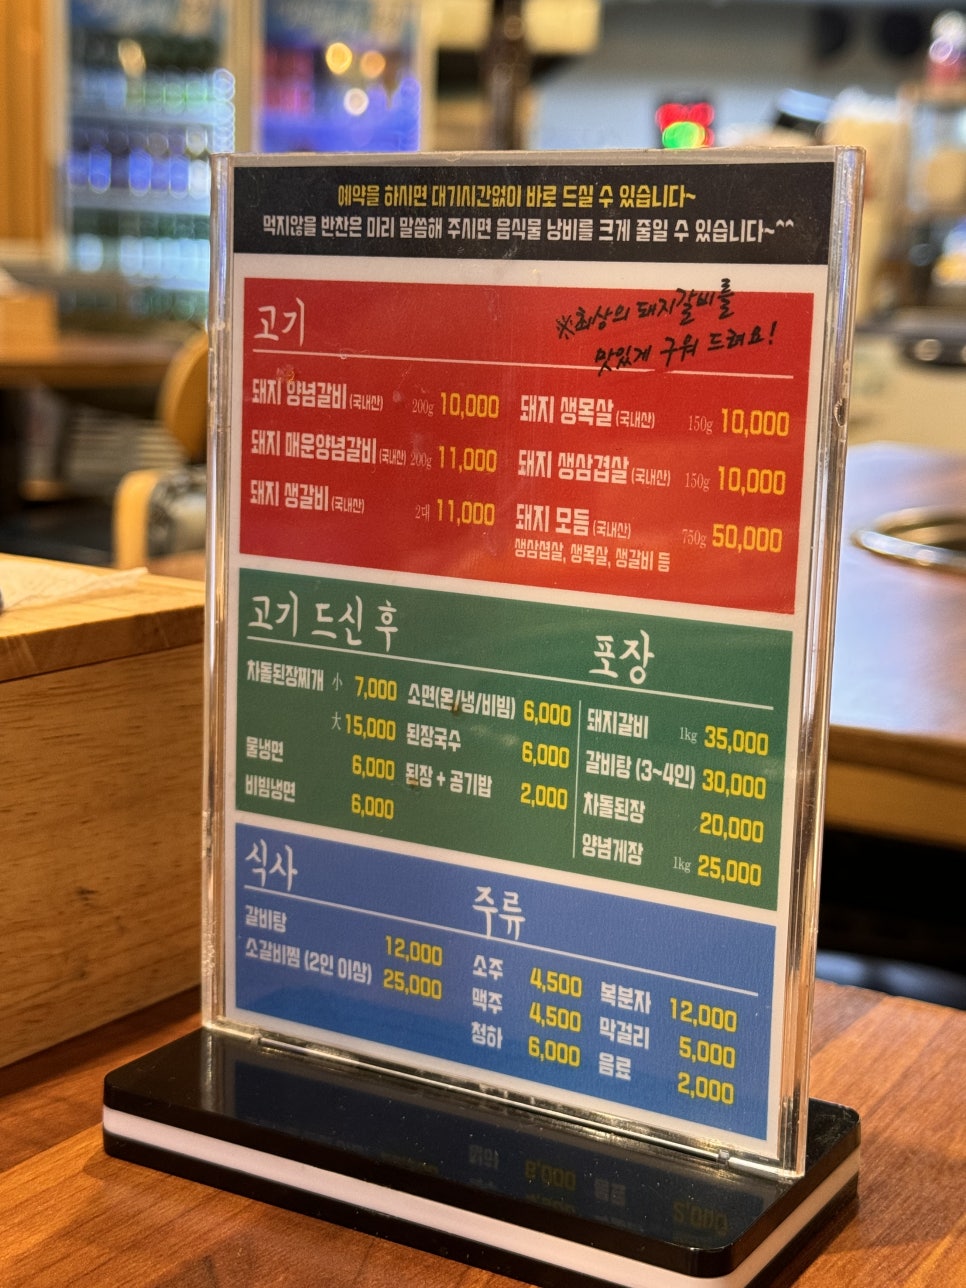 예약을 하시면 대기시간없이 바로 드실 수 있습니다~
먹지않을 반찬은 미리 말씀해 주시면 음식물 낭비를 크게 줄일 수 있습니다~^^
고기
※최상의 돼지갈비를
맛있게 구워 드려요!
돼지 양념갈비 (국내산) 200g 10,000
돼지 매운양념갈비 (국내산) 200g 11,000
돼지 생갈비 (국내산) 2대 11,000
돼지 생목살 (국내산) 150g 10,000
돼지 생삼겹살 (국내산) 150g 10,000
돼지 모듬 (국내산) 750g 50,000
생삼섭살, 생목살, 생갈비 등
고기 드신 후
차돌된장찌개 小 7,000
大 15,000
물냉면 6,000
비빔냉면 6,000
소면(온/냉/비빔) 6,000
된장국수 6,000
된장 + 공기밥 2,000
포장
돼지갈비 1kg 35,000
갈비탕 (3~4인) 30,000
차돌된장 20,000
양념게장 1kg 25,000
식사
갈비탕 12,000
소갈비찜 (2인 이상) 25,000
주류
소주 4,500
맥주 4,500
청하 6,000
복분자 12,000
막걸리 5,000
음료 2,000